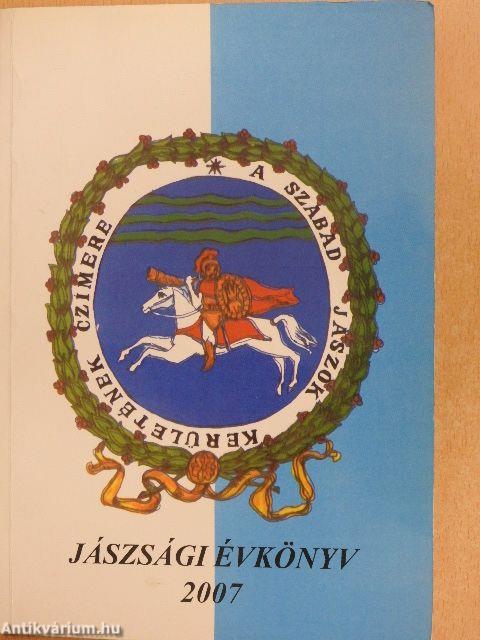 * A SZABAD JÁSZOK KERÜLETÉNEK CZIMERE
JÁSZSÁGI ÉVKÖNYV
2007
Antikvárium.hu